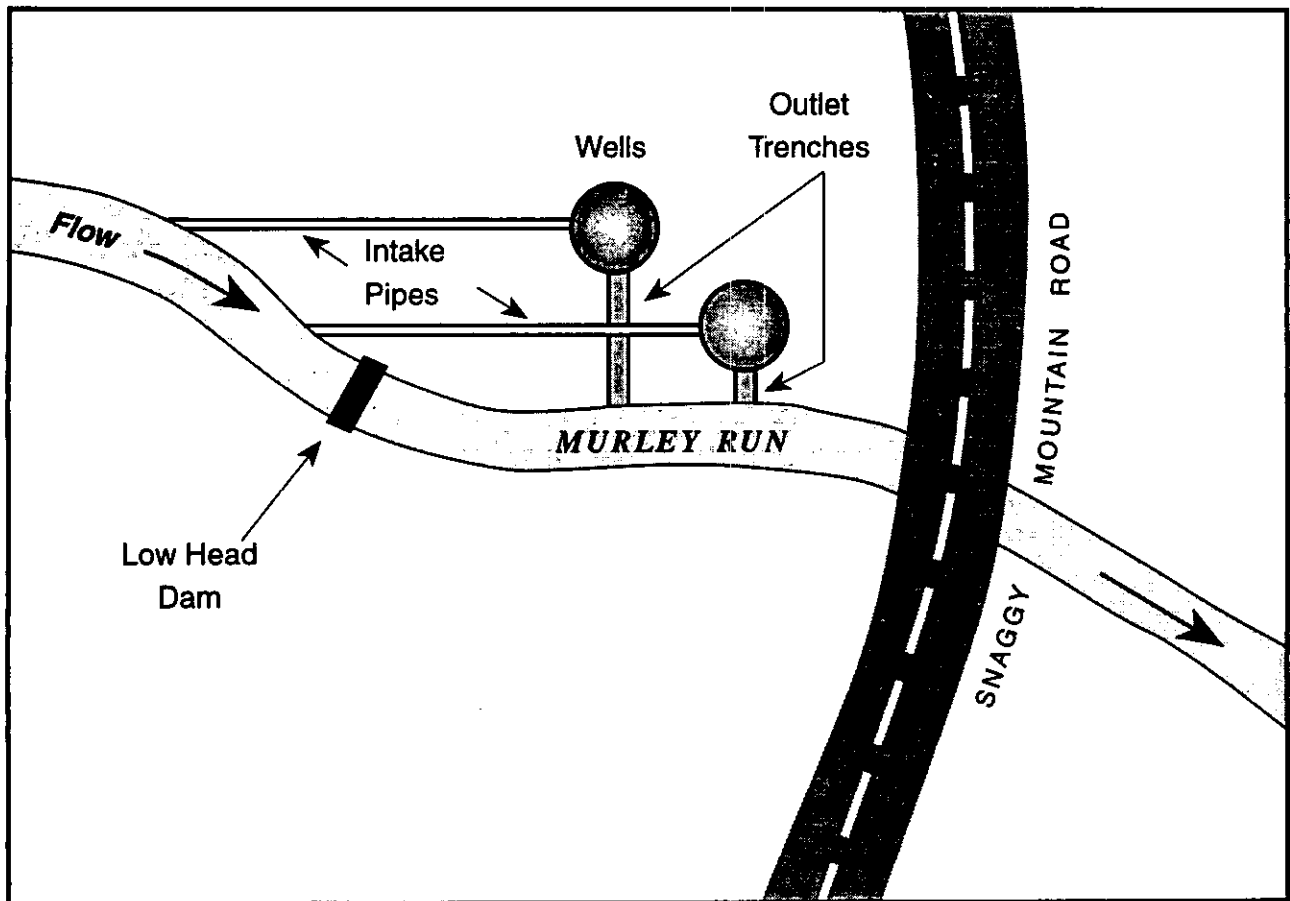 Outlet
Trenches
Wells
Flow
Intake
Pipes
MURLEY RUN
Low Head
Dam
SNAGGY MOUNTAIN ROAD